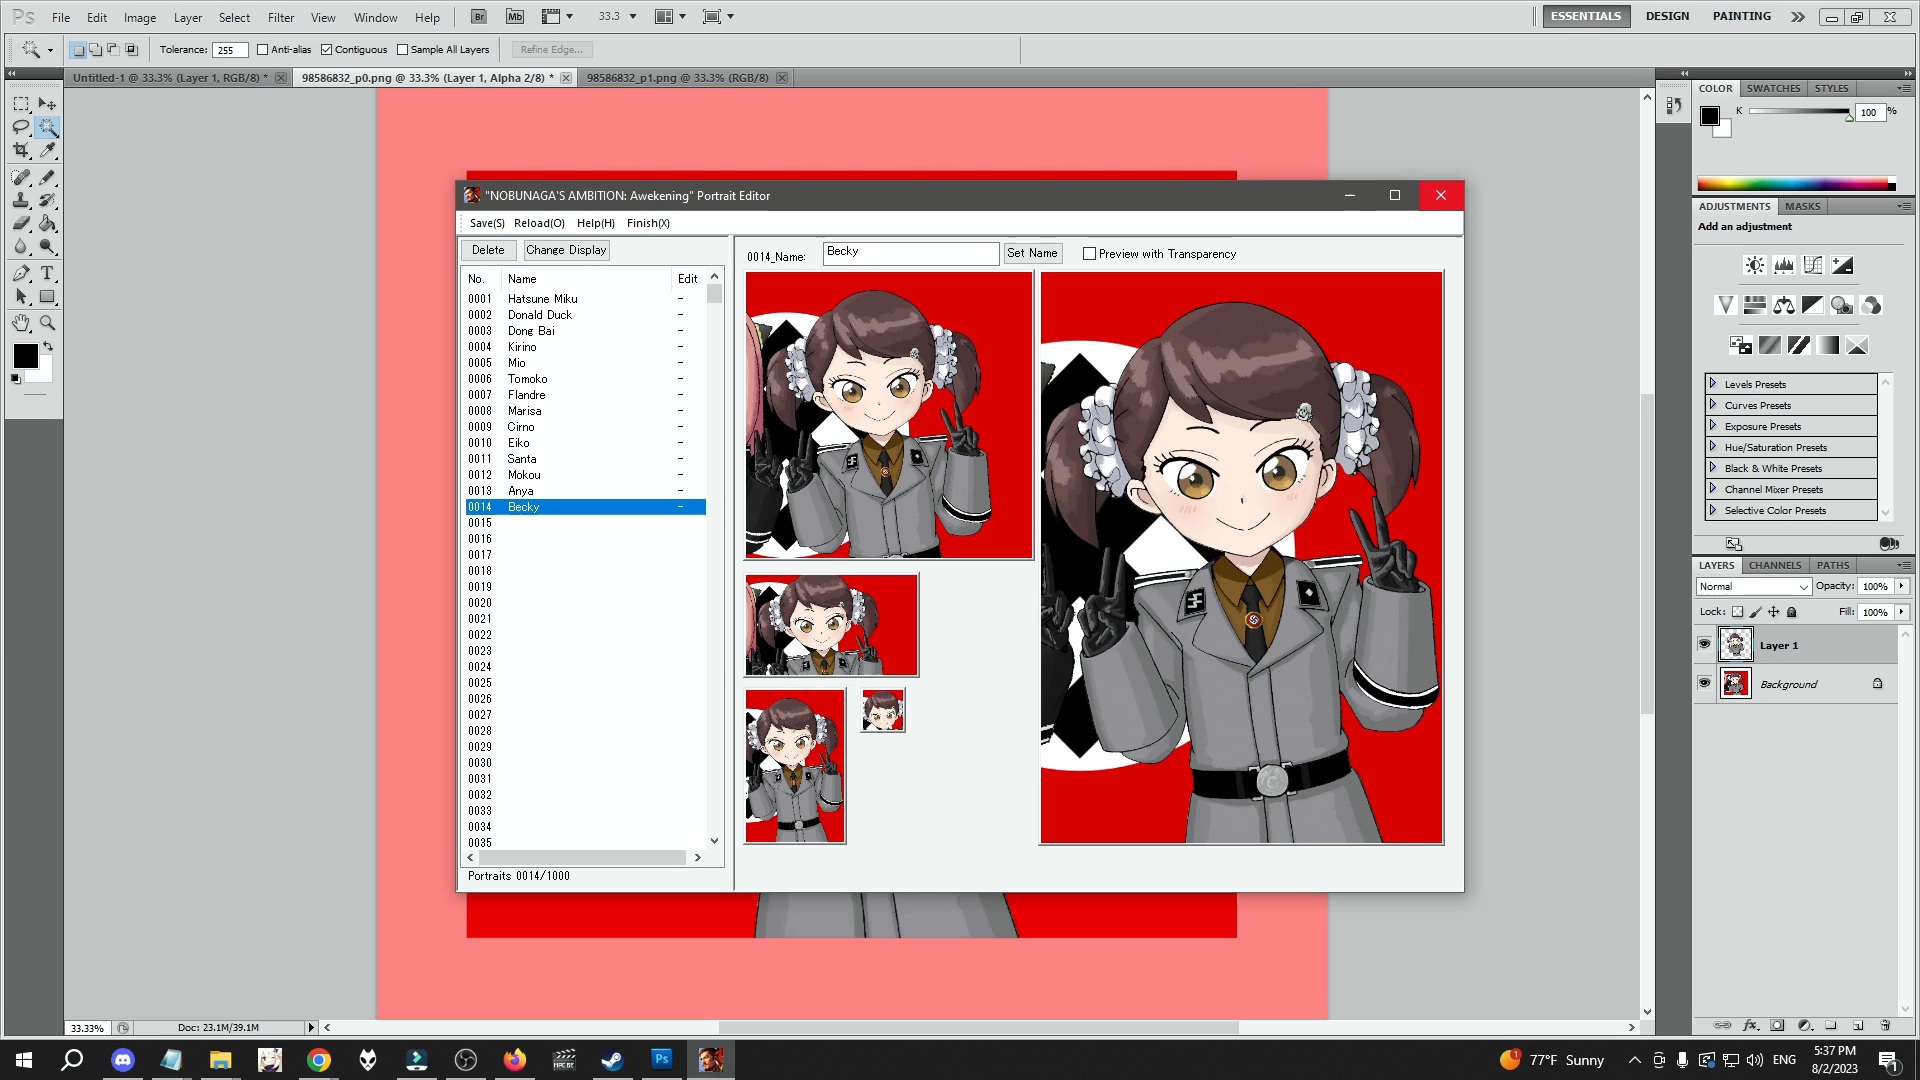 Ps File Edit Image Layer Select Filter View Window Help Br Mb 33.3 ESSENTIALS DESIGN PAINTING
Tolerance: 255 Anti-alias Contiguous Sample All Layers Refine Edge...
Untitled-1 @ 33.3% (Layer 1, RGB/8) * 98586832_p0.png @ 33.3% (Layer 1, Alpha 2/8) * 98586832_p1.png @ 33.3% (RGB/8)
COLOR SWATCHES STYLES
K 100 %
ADJUSTMENTS MASKS
Add an adjustment
Levels Presets
Curves Presets
Exposure Presets
Hue/Saturation Presets
Black & White Presets
Channel Mixer Presets
Selective Color Presets
LAYERS CHANNELS PATHS
Normal Opacity: 100%
Lock: Fill: 100%
Layer 1
Background
"NOBUNAGA'S AMBITION: Awekening" Portrait Editor
Save(S) Reload(O) Help(H) Finish(X)
Delete Change Display
0014_Name: Becky Set Name Preview with Transparency
No. Name Edit
0001 Hatsune Miku -
0002 Donald Duck -
0003 Dong Bai -
0004 Kirino -
0005 Mio -
0006 Tomoko -
0007 Flandre -
0008 Marisa -
0009 Cirno -
0010 Eiko -
0011 Santa -
0012 Mokou -
0013 Anya -
0014 Becky -
0015
0016
0017
0018
0019
0020
0021
0022
0023
0024
0025
0026
0027
0028
0029
0030
0031
0032
0033
0034
0035
Portraits 0014/1000
33.33% Doc: 23.1M/39.1M
77°F Sunny ENG 5:37 PM
8/2/2023